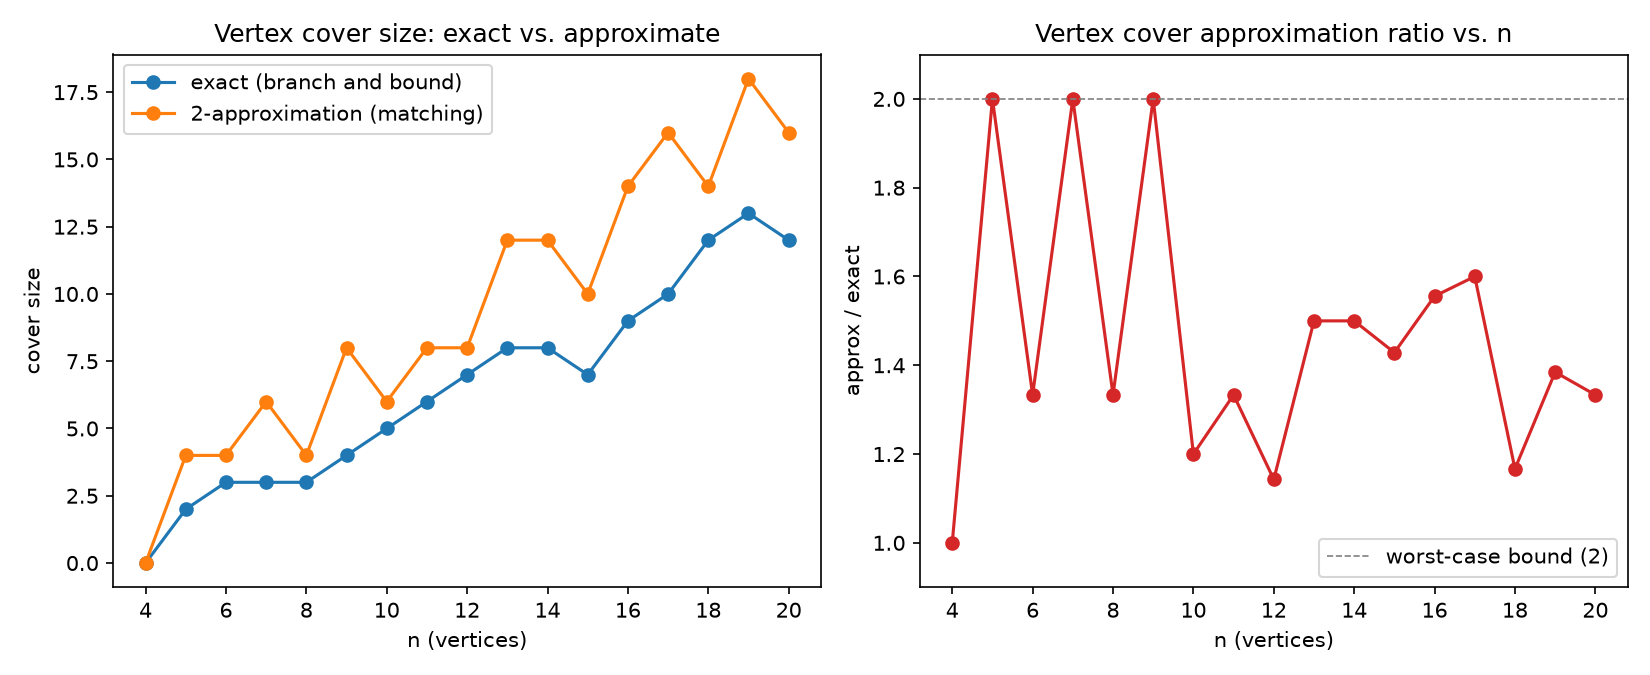 Vertex cover size: exact vs. approximate
exact (branch and bound)
2-approximation (matching)
cover size
17.5
15.0
12.5
10.0
7.5
5.0
2.5
0.0
4 6 8 10 12 14 16 18 20
n (vertices)
Vertex cover approximation ratio vs. n
approx / exact
2.0
1.8
1.6
1.4
1.2
1.0
worst-case bound (2)
4 6 8 10 12 14 16 18 20
n (vertices)